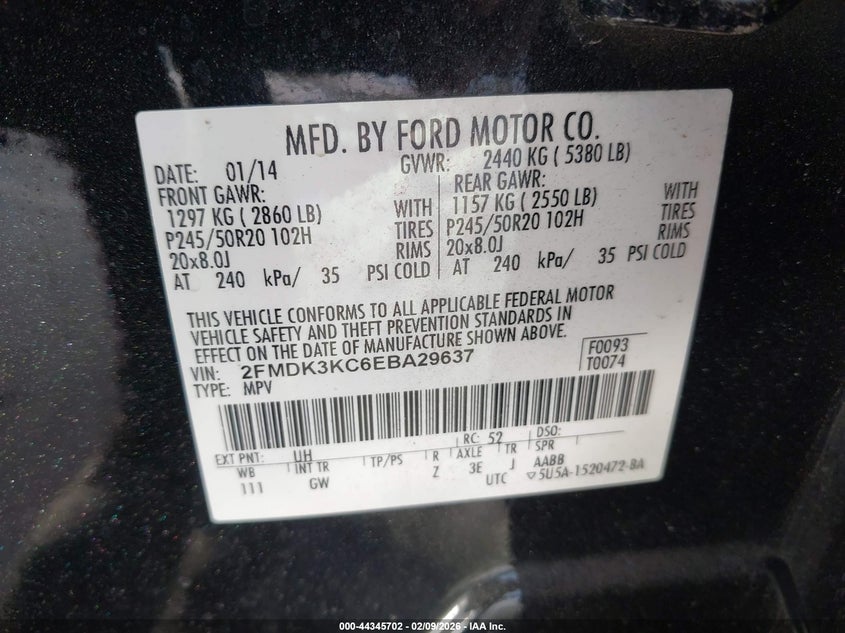 MFD. BY FORD MOTOR CO.
DATE: 01/14 GVWR: 2440 KG ( 5380 LB)
FRONT GAWR: REAR GAWR:
1297 KG ( 2860 LB) WITH 1157 KG ( 2550 LB) WITH
P245/50R20 102H TIRES P245/50R20 102H TIRES
20x8.0J RIMS 20x8.0J RIMS
AT 240 kPa/ 35 PSI COLD AT 240 kPa/ 35 PSI COLD
THIS VEHICLE CONFORMS TO ALL APPLICABLE FEDERAL MOTOR
VEHICLE SAFETY AND THEFT PREVENTION STANDARDS IN
EFFECT ON THE DATE OF MANUFACTURE SHOWN ABOVE.
VIN: 2FMDK3KC6EBA29637 F0093
TYPE: MPV T0074
EXT PNT: UH RC: 52 DSO:
WB INT TR TP/PS R AXLE TR SPR
111 GW Z 3E J AABB
UTC ▽5U5A-1520472-BA
000-44345702 - 02/09/2026 - IAA Inc.